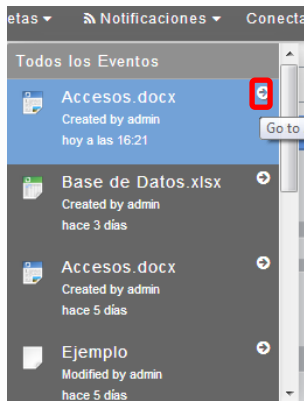 etas Notificaciones Conecta
Todos los Eventos
Accesos.docx
Created by admin
hoy a las 16:21
Go to
Base de Datos.xlsx
Created by admin
hace 3 días
Accesos.docx
Created by admin
hace 5 días
Ejemplo
Modified by admin
hace 5 días